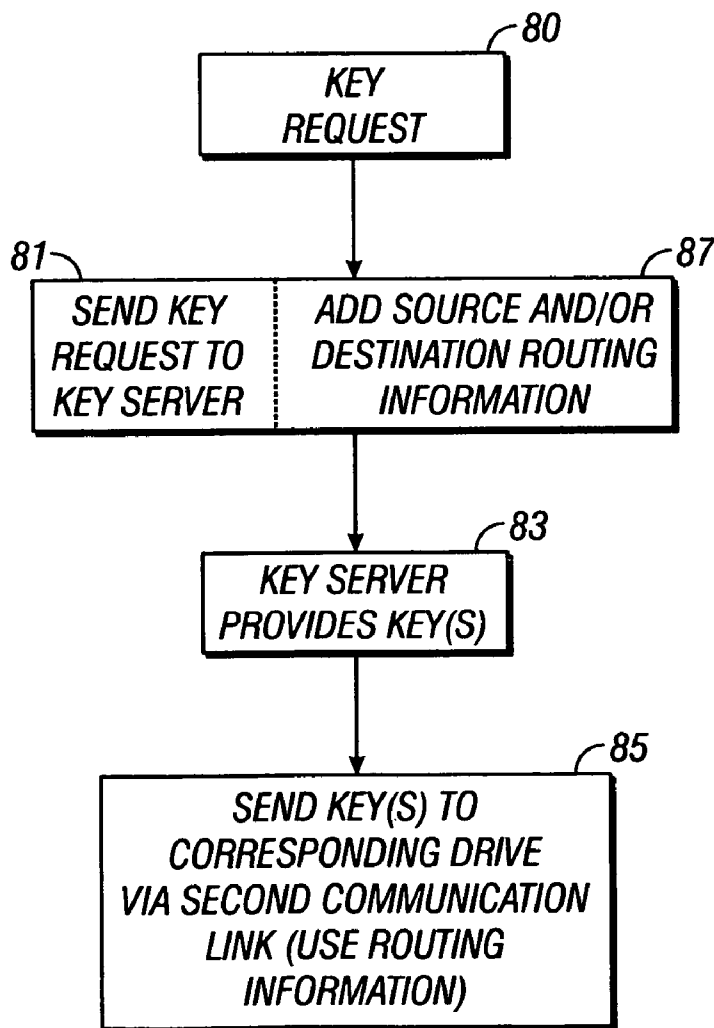 80
KEY
REQUEST
81
SEND KEY
REQUEST TO
KEY SERVER
87
ADD SOURCE AND/OR
DESTINATION ROUTING
INFORMATION
83
KEY SERVER
PROVIDES KEY(S)
85
SEND KEY(S) TO
CORRESPONDING DRIVE
VIA SECOND COMMUNICATION
LINK (USE ROUTING
INFORMATION)